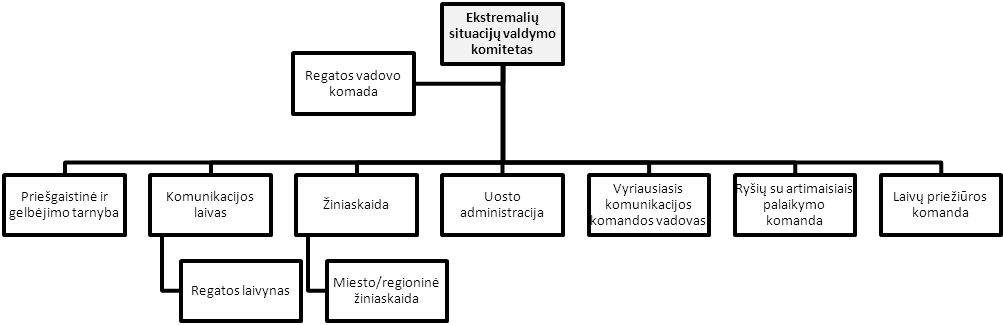 Ekstremalių
situacijų valdymo
komitetas
Regatos vadovo
komada
Priešgaistinė ir
gelbėjimo tarnyba
Komunikacijos
laivas
Žiniaskaida
Uosto
administracija
Vyriausiasis
komunikacijos
komandos vadovas
Ryšių su artimaisiais
palaikymo
komanda
Laivų priežiūros
komanda
Regatos laivynas
Miesto/regioninė
žiniaskaida